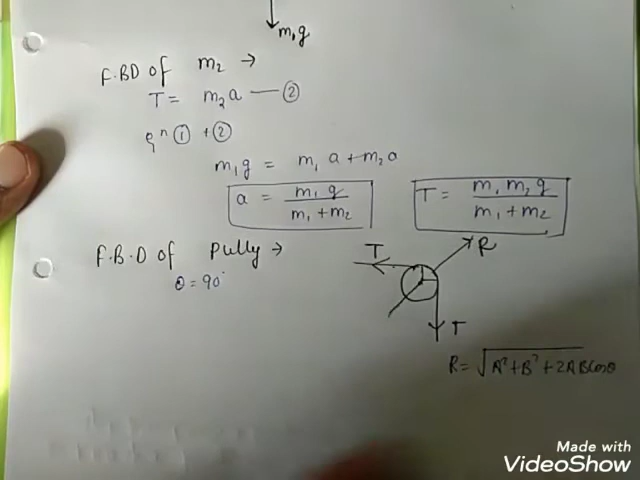 m₁g
F.BD of m₂ →
T = m₂a — ②
eqⁿ ① + ②
m₁g = m₁a + m₂a
a = m₁g / m₁+m₂
T = m₁m₂g / m₁+m₂
F.B.D of Pully →
θ = 90°
T
R
T
R = √A²+B²+2ABCosθ
Made with
VideoShow